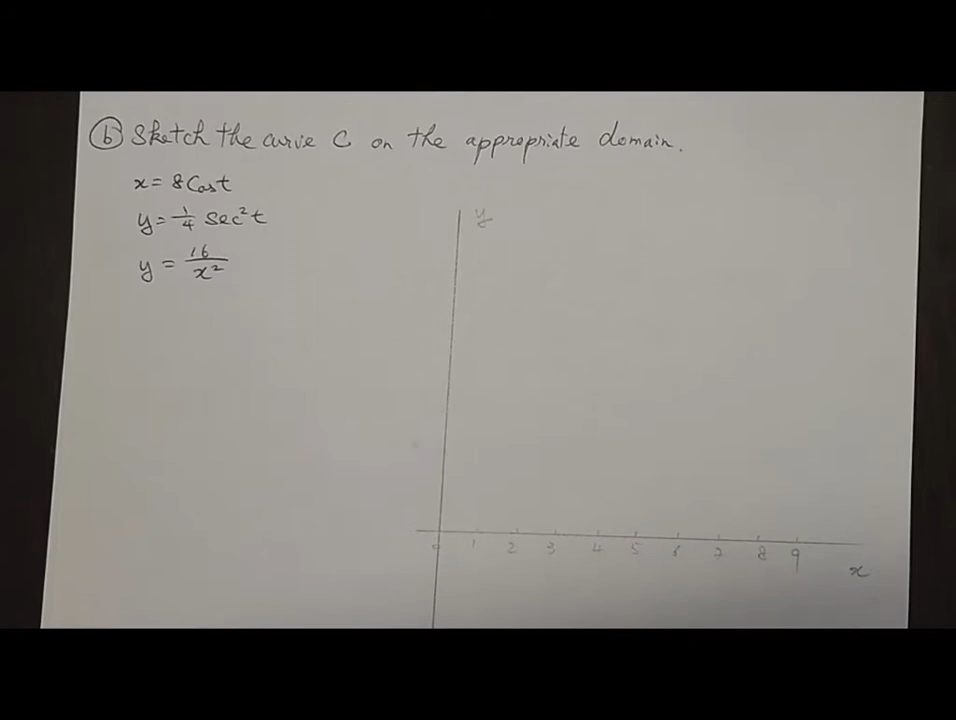 ⓑ Sketch the curve C on the appropriate domain.
x = 8 Cos t
y = 1/4 Sec² t
y = 16/x²
y
0 1 2 3 4 5 6 7 8 9
x